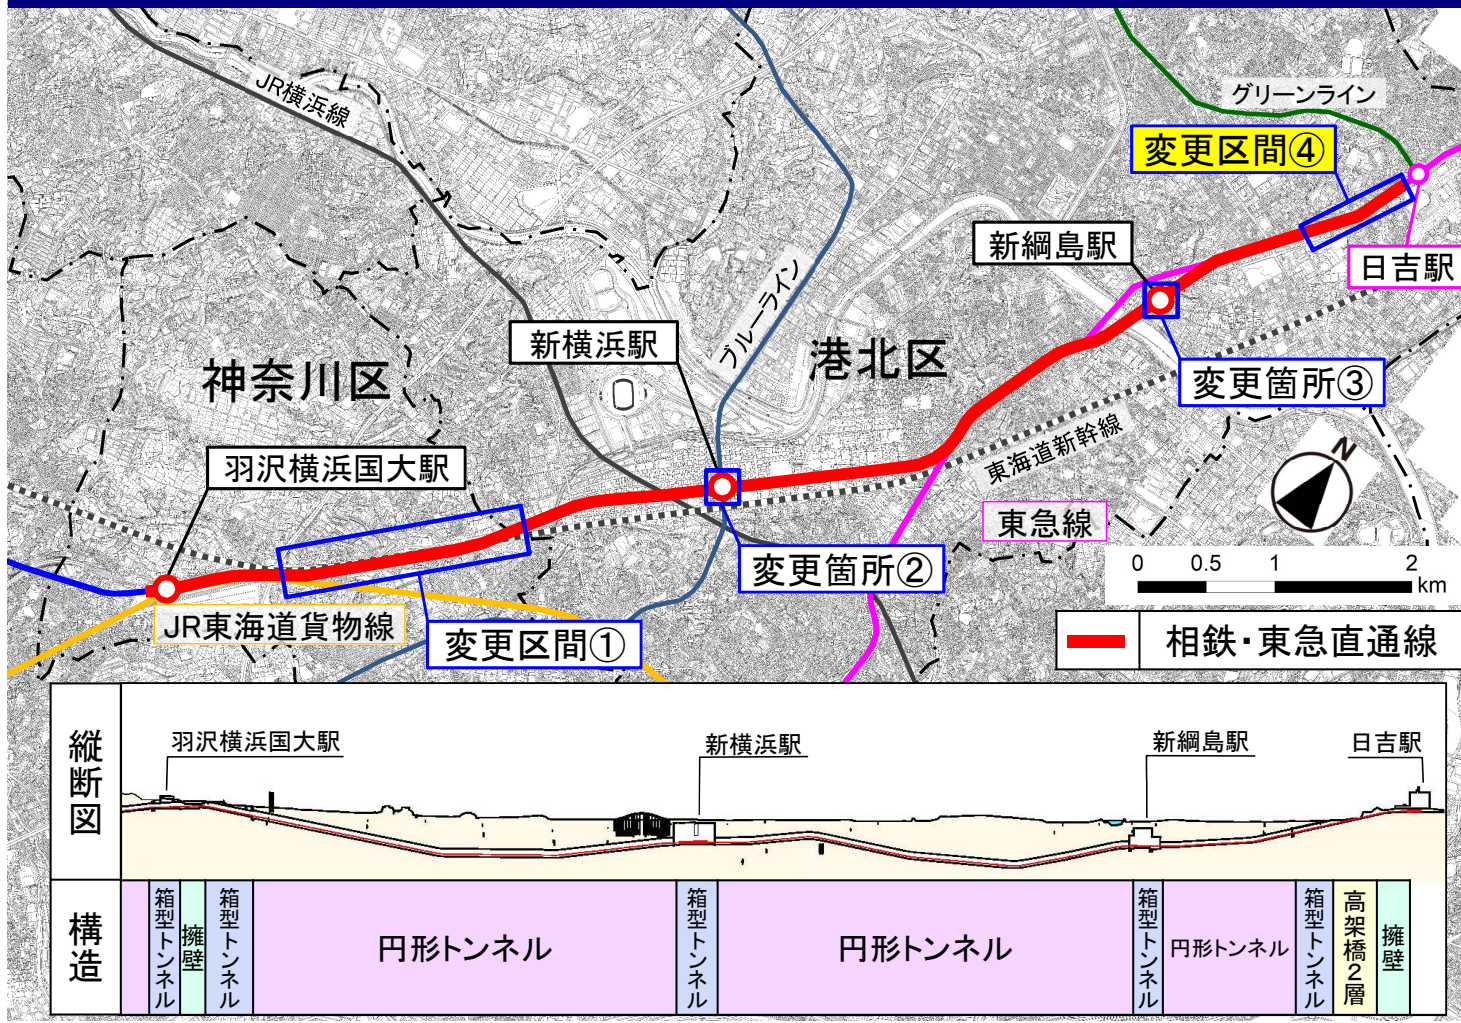 JR横浜線
グリーンライン
変更区間④
新綱島駅
日吉駅
ブルーライン
新横浜駅
港北区
神奈川区
変更箇所③
東海道新幹線
N
羽沢横浜国大駅
東急線
変更箇所②
0 0.5 1 2
km
JR東海道貨物線
変更区間①
相鉄・東急直通線
縦断図
羽沢横浜国大駅
新横浜駅
新綱島駅
日吉駅
構造
箱型トンネル
擁壁
箱型トンネル
円形トンネル
箱型トンネル
円形トンネル
箱型トンネル
円形トンネル
箱型トンネル
高架橋2層
擁壁